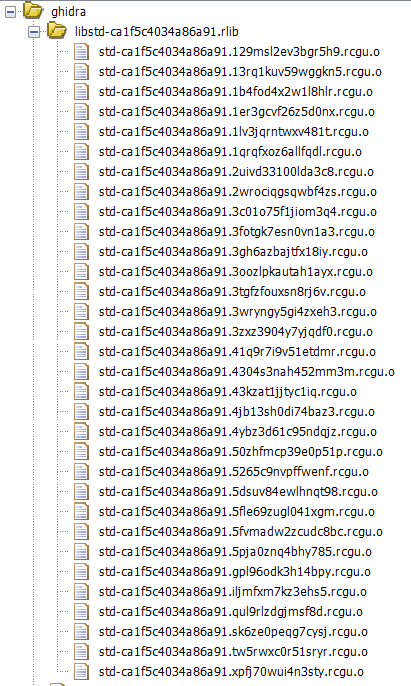 ghidra
libstd-ca1f5c4034a86a91.rlib
std-ca1f5c4034a86a91.129msl2ev3bgr5h9.rcgu.o
std-ca1f5c4034a86a91.13rq1kuv59wggkn5.rcgu.o
std-ca1f5c4034a86a91.1b4fod4x2w1l8hlr.rcgu.o
std-ca1f5c4034a86a91.1er3gcvf26z5d0nx.rcgu.o
std-ca1f5c4034a86a91.1lv3jqrntwxv481t.rcgu.o
std-ca1f5c4034a86a91.1qrqfxoz6allfqdl.rcgu.o
std-ca1f5c4034a86a91.2uivd33100lda3c8.rcgu.o
std-ca1f5c4034a86a91.2wrociqgsqwbf4zs.rcgu.o
std-ca1f5c4034a86a91.3c01o75f1jiom3q4.rcgu.o
std-ca1f5c4034a86a91.3fotgk7esn0vn1a3.rcgu.o
std-ca1f5c4034a86a91.3gh6azbajtfx18iy.rcgu.o
std-ca1f5c4034a86a91.3oozlpkautah1ayx.rcgu.o
std-ca1f5c4034a86a91.3tgfzfouxsn8rj6v.rcgu.o
std-ca1f5c4034a86a91.3wryngy5gi4zxeh3.rcgu.o
std-ca1f5c4034a86a91.3zxz3904y7yjqdf0.rcgu.o
std-ca1f5c4034a86a91.41q9r7i9v51etdmr.rcgu.o
std-ca1f5c4034a86a91.4304s3nah452mm3m.rcgu.o
std-ca1f5c4034a86a91.43kzat1jjtyc1iq.rcgu.o
std-ca1f5c4034a86a91.4jb13sh0di74baz3.rcgu.o
std-ca1f5c4034a86a91.4ybz3d61c95ndqjz.rcgu.o
std-ca1f5c4034a86a91.50zhfmcp39e0p51p.rcgu.o
std-ca1f5c4034a86a91.5265c9nvpffwenf.rcgu.o
std-ca1f5c4034a86a91.5dsuv84ewlhnqt98.rcgu.o
std-ca1f5c4034a86a91.5fle69zugl041xgm.rcgu.o
std-ca1f5c4034a86a91.5fvmadw2zcudc8bc.rcgu.o
std-ca1f5c4034a86a91.5pja0znq4bhy785.rcgu.o
std-ca1f5c4034a86a91.gpl96odk3h14bpy.rcgu.o
std-ca1f5c4034a86a91.iljmfxm7kz3ehs5.rcgu.o
std-ca1f5c4034a86a91.qul9rlzdgjmsf8d.rcgu.o
std-ca1f5c4034a86a91.sk6ze0peqg7cysj.rcgu.o
std-ca1f5c4034a86a91.tw5rwxc0r51sryr.rcgu.o
std-ca1f5c4034a86a91.xpfj70wui4n3sty.rcgu.o